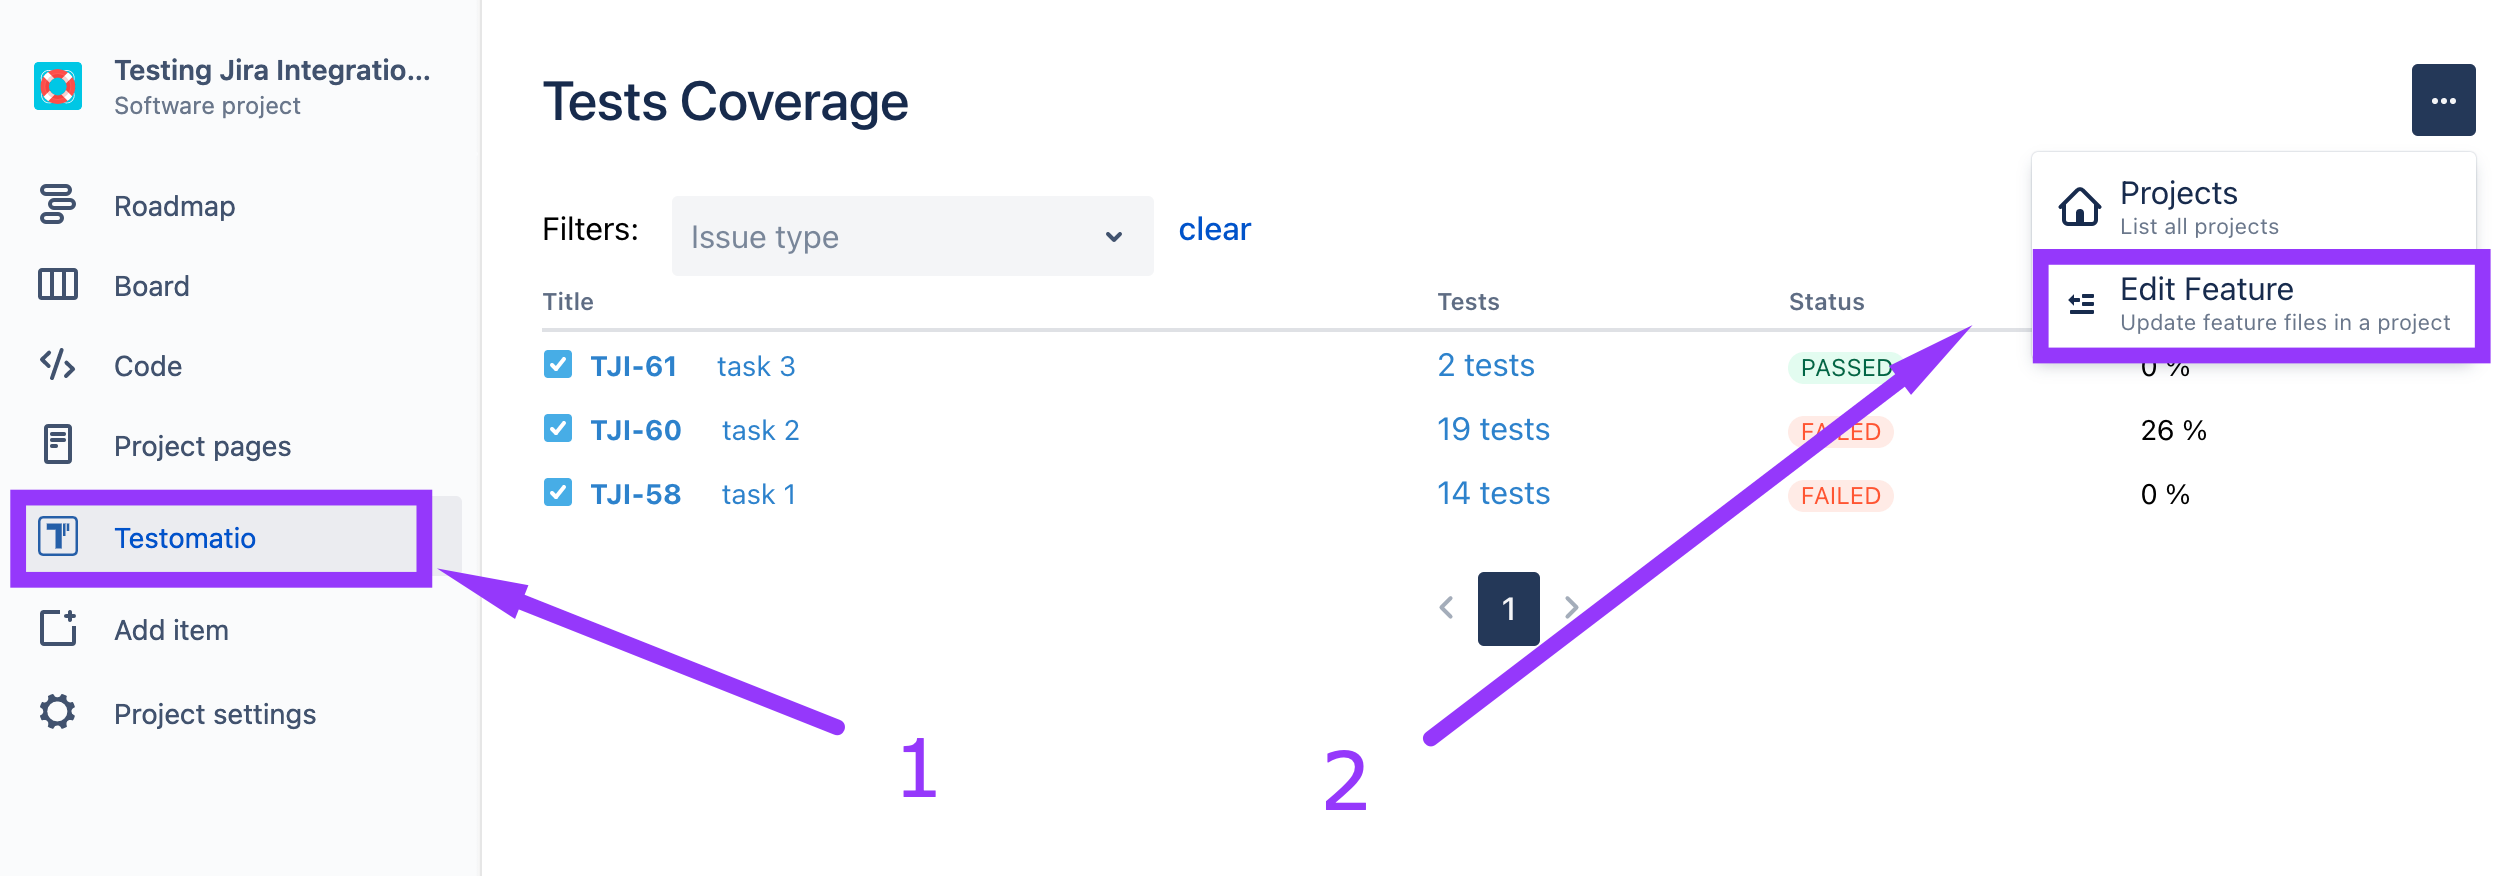 Testing Jira Integratio...
Software project
Roadmap
Board
Code
Project pages
Testomatio
Add item
Project settings
Tests Coverage
Filters: Issue type clear
Projects
List all projects
Edit Feature
Update feature files in a project
Title Tests Status
TJI-61 task 3 2 tests PASSED 0 %
TJI-60 task 2 19 tests FAILED 26 %
TJI-58 task 1 14 tests FAILED 0 %
1
1
2